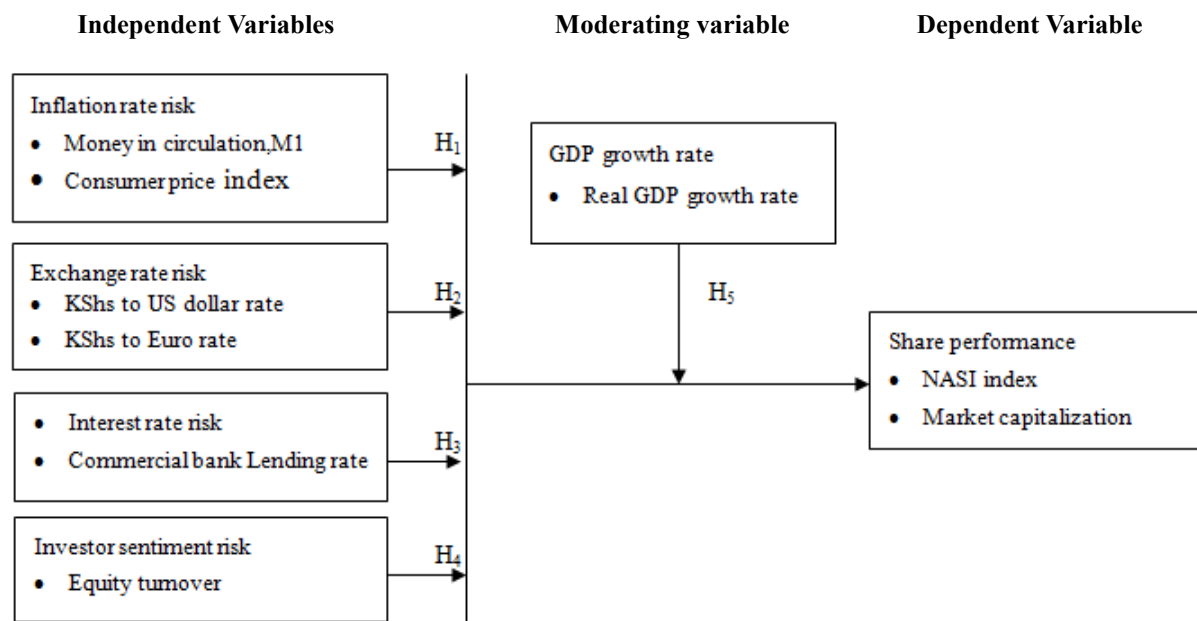 Independent Variables
Moderating variable
Dependent Variable
Inflation rate risk
• Money in circulation,M1
• Consumer price index
H₁
Exchange rate risk
• KShs to US dollar rate
• KShs to Euro rate
H₂
• Interest rate risk
• Commercial bank Lending rate
H₃
Investor sentiment risk
• Equity turnover
H₄
GDP growth rate
• Real GDP growth rate
H₅
Share performance
• NASI index
• Market capitalization